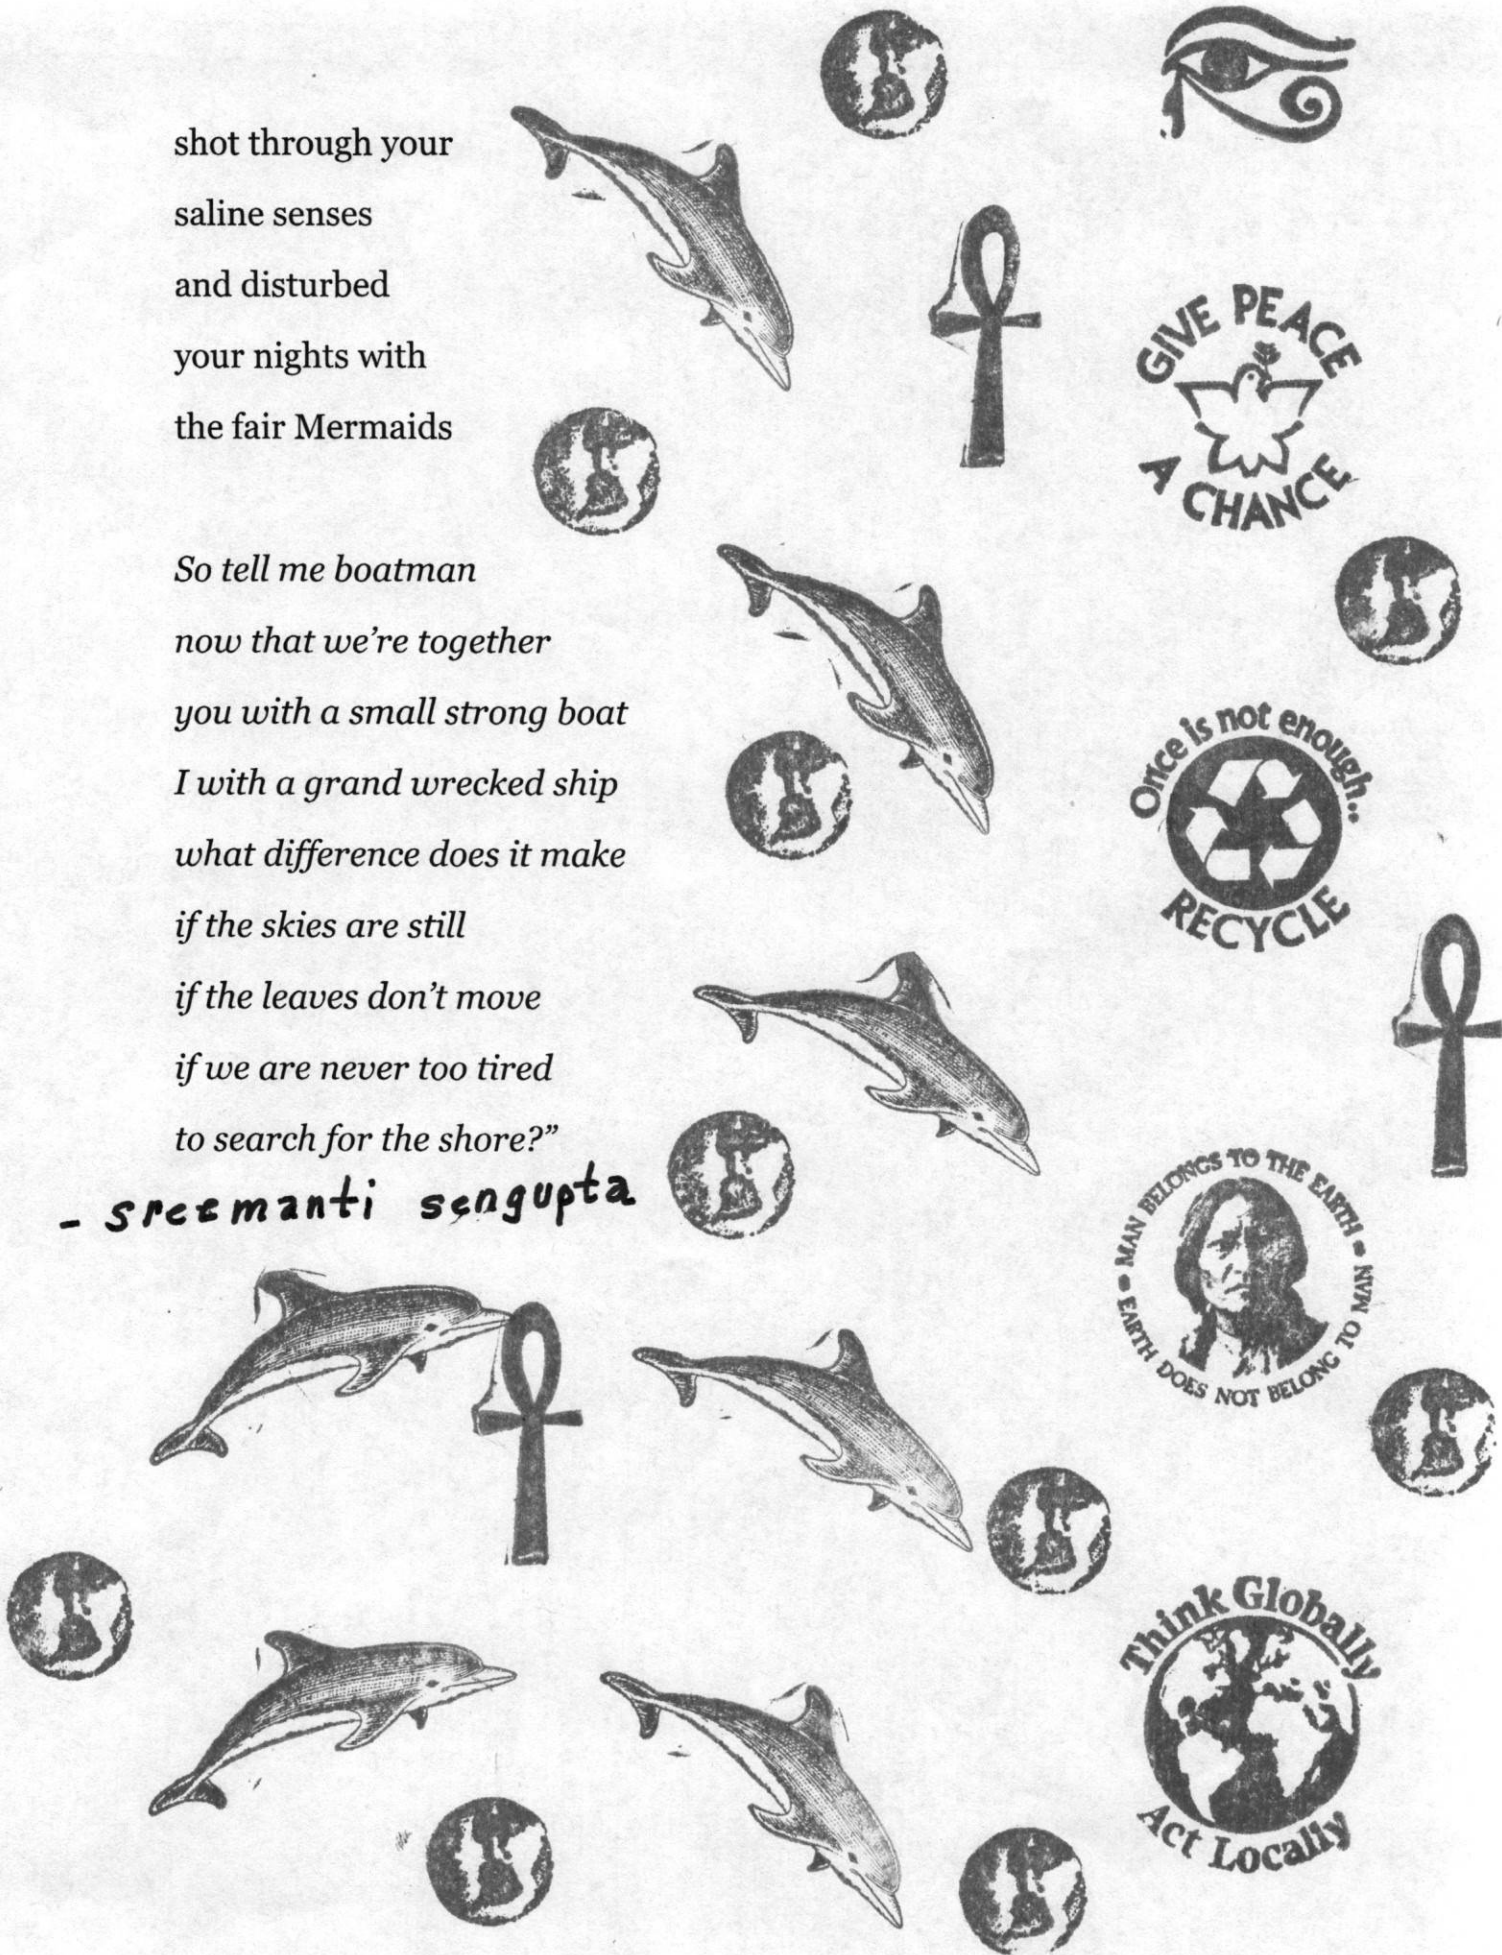 shot through your
saline senses
and disturbed
your nights with
the fair Mermaids
So tell me boatman
now that we're together
you with a small strong boat
I with a grand wrecked ship
what difference does it make
if the skies are still
if the leaves don't move
if we are never too tired
to search for the shore?”
- sreemanti sengupta
GIVE PEACE
A CHANCE
Once is not enough..
RECYCLE
MAN BELONGS TO THE EARTH
EARTH DOES NOT BELONG TO MAN
Think Globally
Act Locally